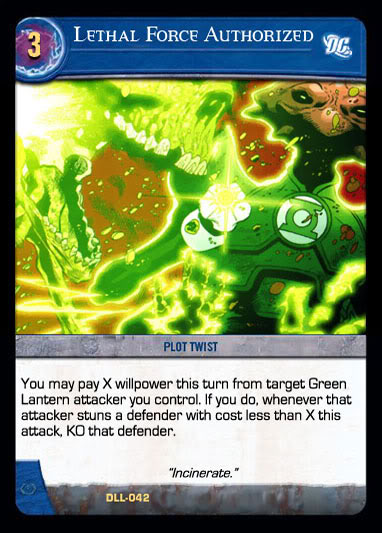 3
LETHAL FORCE AUTHORIZED
DC
PLOT TWIST
You may pay X willpower this turn from target Green
Lantern attacker you control. If you do, whenever that
attacker stuns a defender with cost less than X this
attack, KO that defender.
"Incinerate."
DLL-042